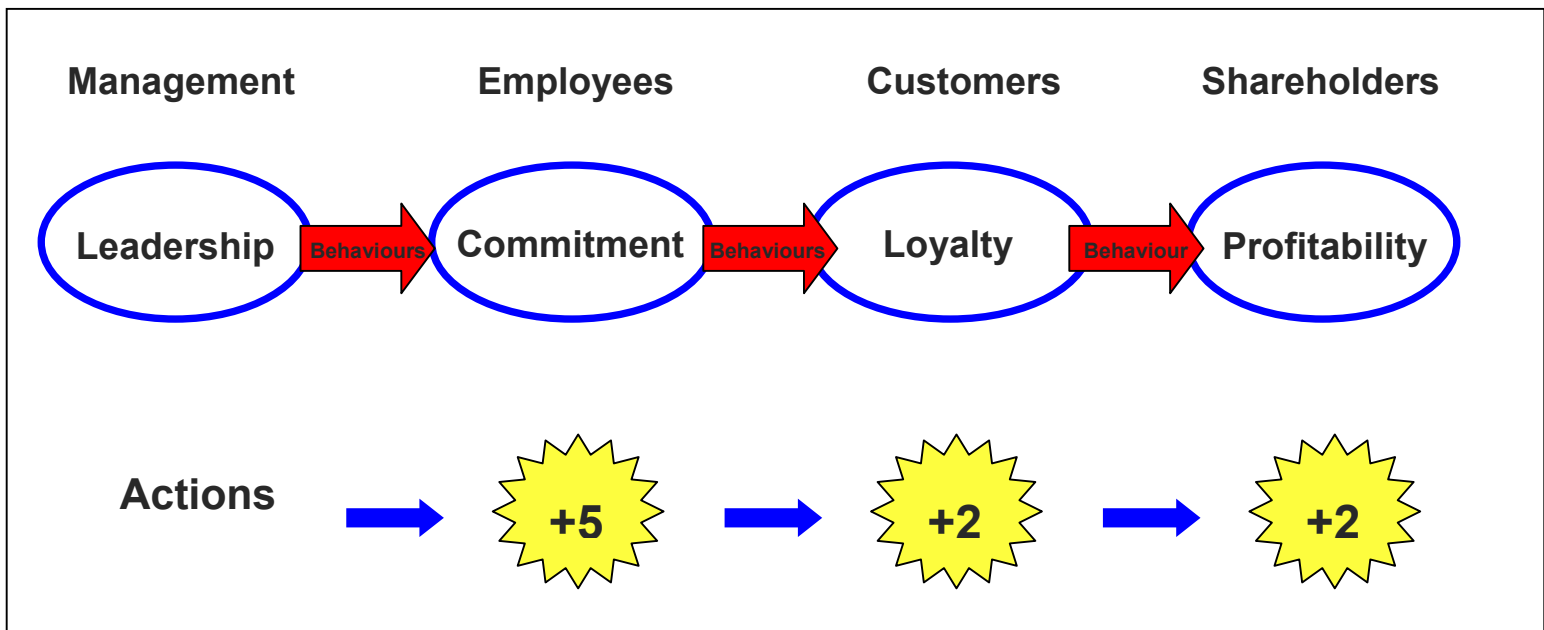 Management Employees Customers Shareholders
Leadership Behaviours Commitment Behaviours Loyalty Behaviour Profitability
Actions +5 +2 +2